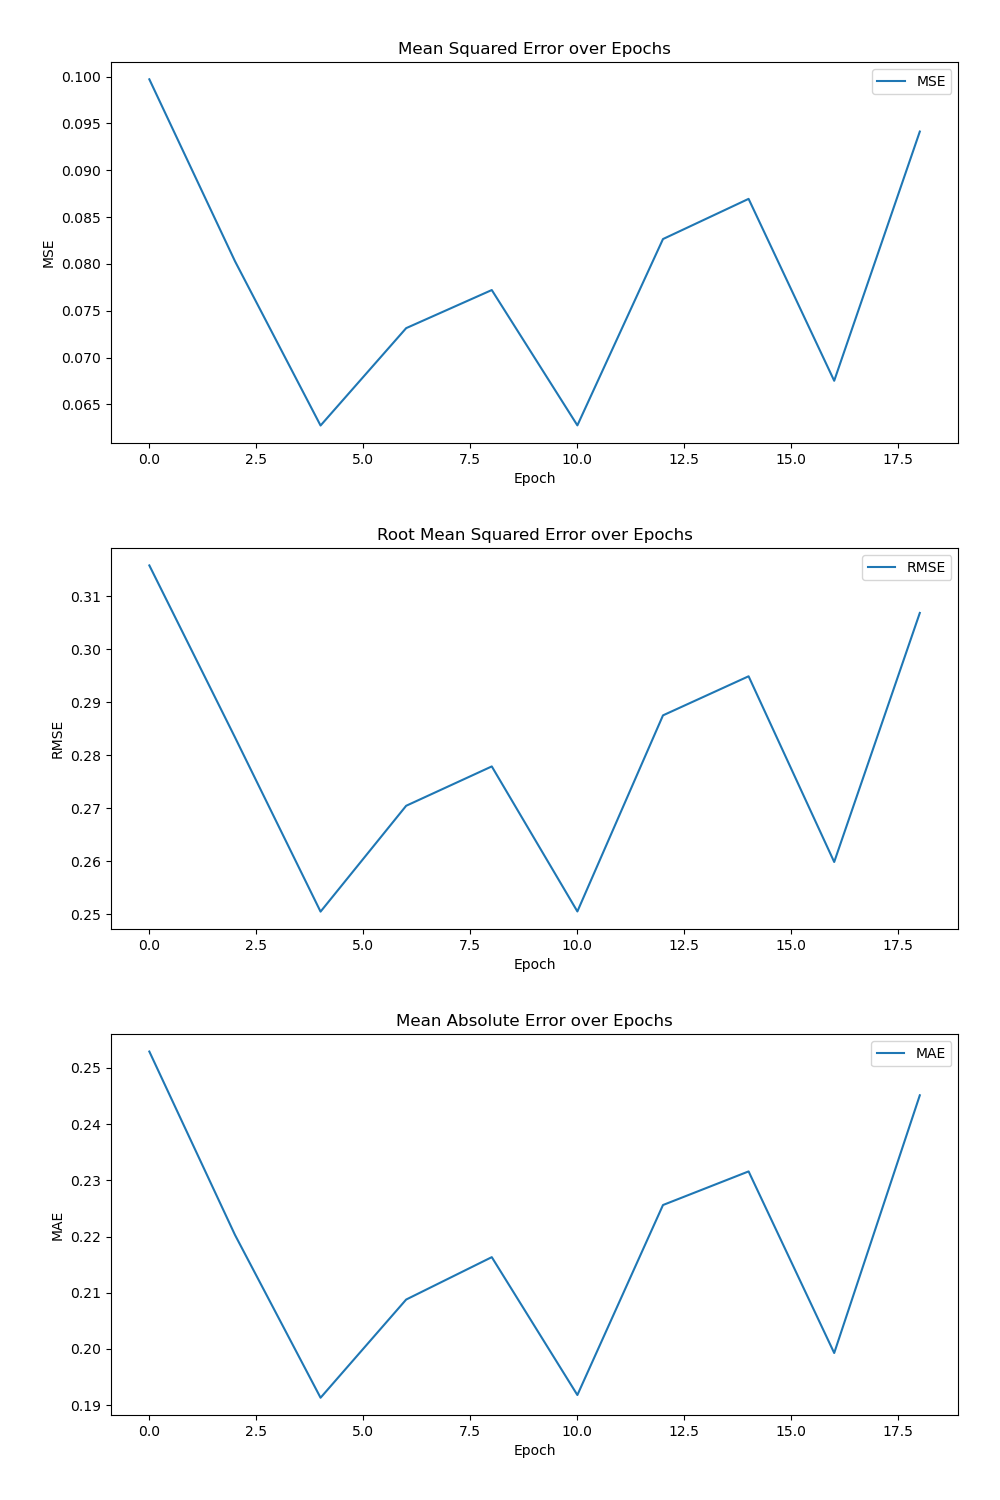 Mean Squared Error over Epochs
MSE
0.100
0.095
0.090
0.085
0.080
0.075
0.070
0.065
MSE
0.0 2.5 5.0 7.5 10.0 12.5 15.0 17.5
Epoch
Root Mean Squared Error over Epochs
RMSE
0.31
0.30
0.29
0.28
0.27
0.26
0.25
RMSE
0.0 2.5 5.0 7.5 10.0 12.5 15.0 17.5
Epoch
Mean Absolute Error over Epochs
MAE
0.25
0.24
0.23
0.22
0.21
0.20
0.19
MAE
0.0 2.5 5.0 7.5 10.0 12.5 15.0 17.5
Epoch